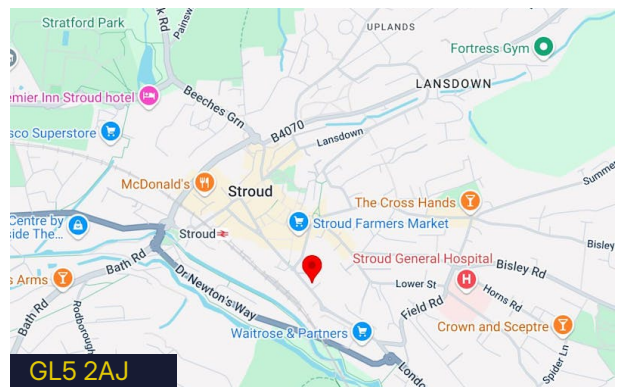 Stratford Park
UPLANDS
Fortress Gym
LANSDOWN
emier Inn Stroud hotel
Beeches Grn
B4070
Lansdown
sco Superstore
McDonald's
Stroud
The Cross Hands
Summer
Centre by
side The...
Stroud
Stroud Farmers Market
Bisley
Bath Rd
Stroud General Hospital
Bisley Rd
s Arms
Dr Newton's Way
Lower St
Horns Rd
Field Rd
Bath Rd
Rodborough
Waitrose & Partners
Crown and Sceptre
Spider Ln
GL5 2AJ